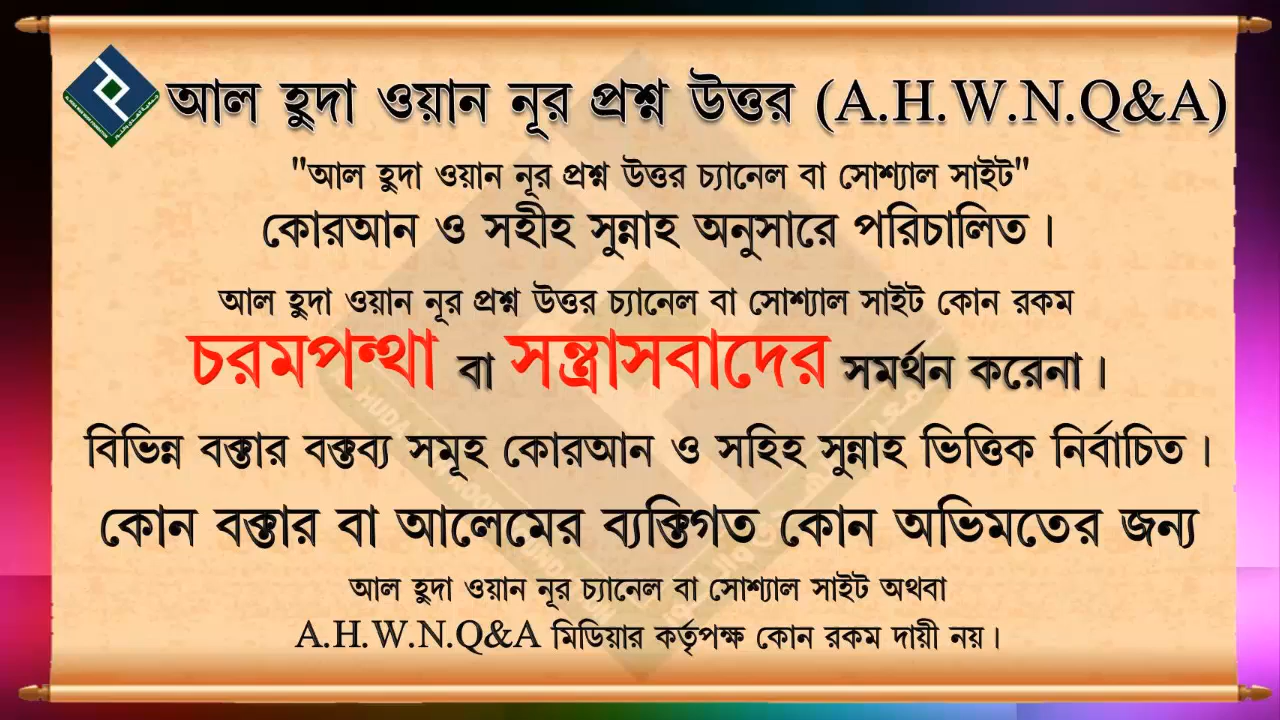 আল হুদা ওয়ান নূর প্রশ্ন উত্তর (A.H.W.N.Q&A)
"আল হুদা ওয়ান নূর প্রশ্ন উত্তর চ্যানেল বা সোশ্যাল সাইট"
কোরআন ও সহীহ সুন্নাহ অনুসারে পরিচালিত ।
আল হুদা ওয়ান নূর প্রশ্ন উত্তর চ্যানেল বা সোশ্যাল সাইট কোন রকম
চরমপন্থা বা সন্ত্রাসবাদের সমর্থন করেনা ।
বিভিন্ন বক্তার বক্তব্য সমূহ কোরআন ও সহিহ সুন্নাহ ভিত্তিক নির্বাচিত ।
কোন বক্তার বা আলেমের ব্যক্তিগত কোন অভিমতের জন্য
আল হুদা ওয়ান নূর চ্যানেল বা সোশ্যাল সাইট অথবা
A.H.W.N.Q&A মিডিয়ার কর্তৃপক্ষ কোন রকম দায়ী নয়।